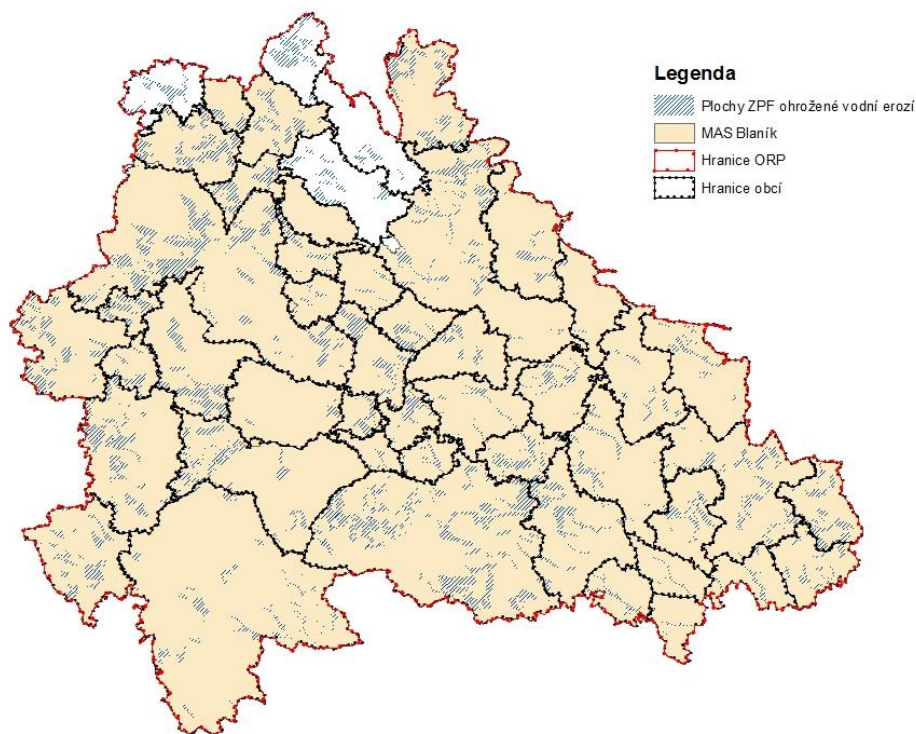 Legenda
Plochy ZPF ohrožené vodní erozí
MAS Blaník
Hranice ORP
Hranice obcí